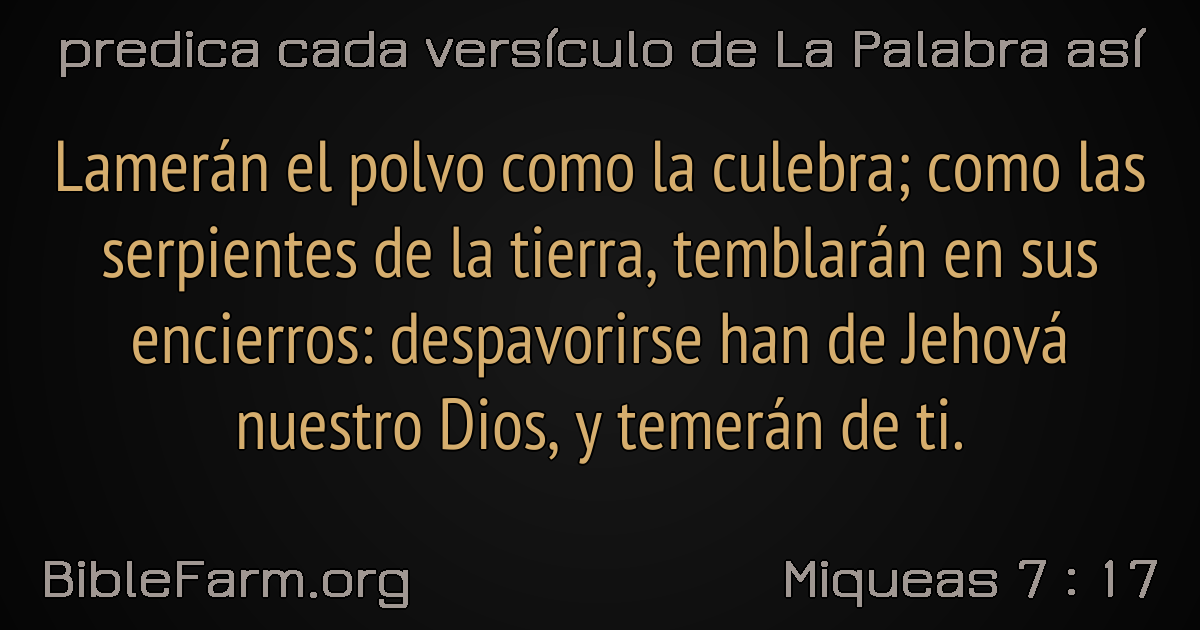 predica cada versículo de La Palabra así
Lamerán el polvo como la culebra; como las
serpientes de la tierra, temblarán en sus
encierros: despavorirse han de Jehová
nuestro Dios, y temerán de ti.
BibleFarm.org
Miqueas 7 : 17